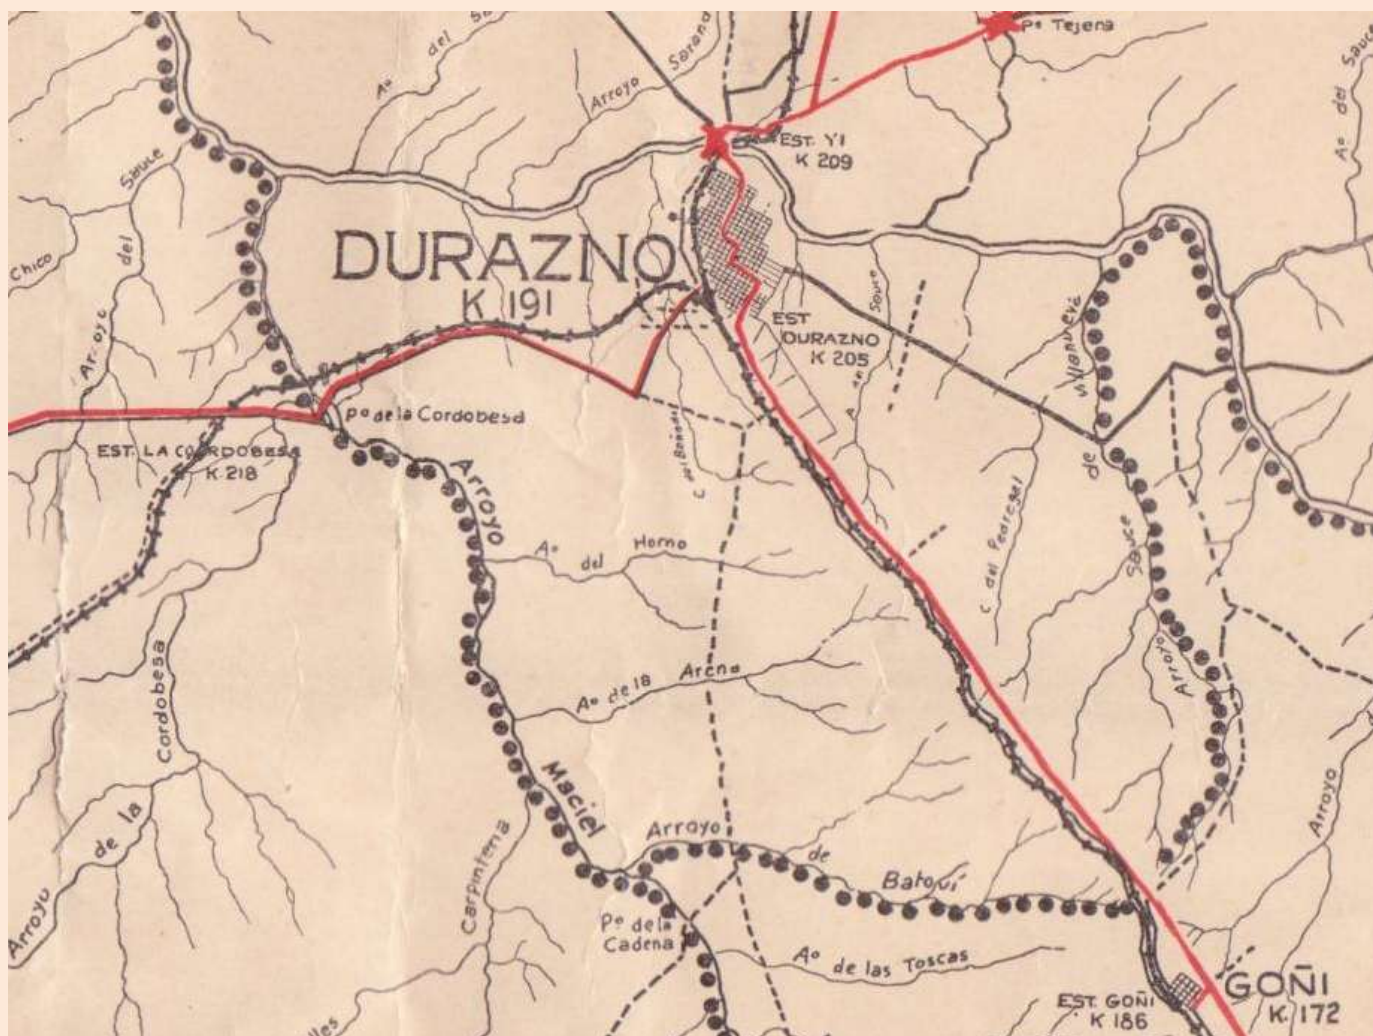 Pº Tejera
Aº del
Arroyo Sarandí
Aº del Sauce
EST. YI
K 209
Arroyo del Sauce
Chico
DURAZNO
K 191
Sauce
EST
DURAZNO
K 205
Pº de la Cordobesa
EST. LA CORDOBESA
K.218
Arroyo Maciel
Aº del Horno
C del Pedregal
Arroyo Sauce de Villanueva
Aº de la Arena
Arroyo de la Cordobesa
Carpinteria
Arroyo de Batoví
Arroyo
Pº de la
Cadena
Aº de las Toscas
GOÑI
K.172
EST. GOÑI
K 186